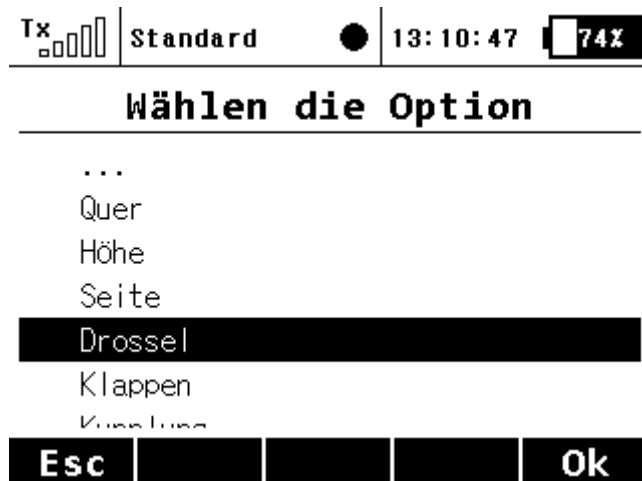 Tx Standard 13:10:47 74%
Wählen die Option
...
Quer
Höhe
Seite
Drossel
Klappen
Esc Ok